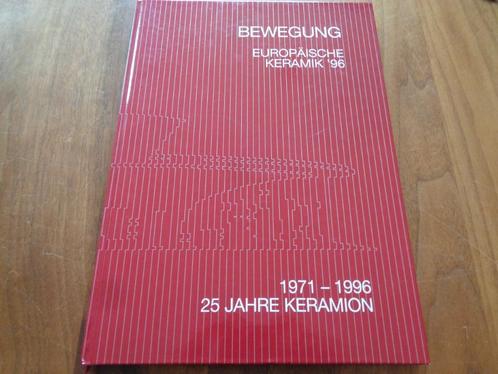 BEWEGUNG
EUROPÄISCHE
KERAMIK '96
1971 – 1996
25 JAHRE KERAMION